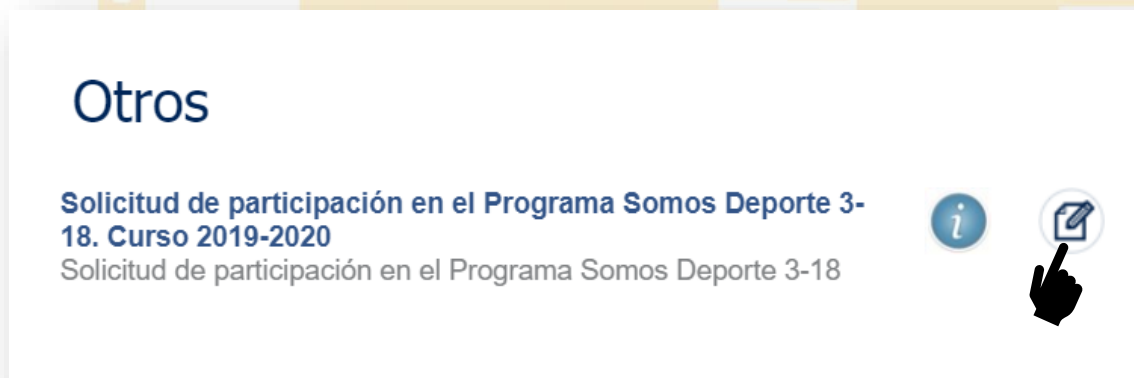 Otros
Solicitud de participación en el Programa Somos Deporte 3-
18. Curso 2019-2020
Solicitud de participación en el Programa Somos Deporte 3-18